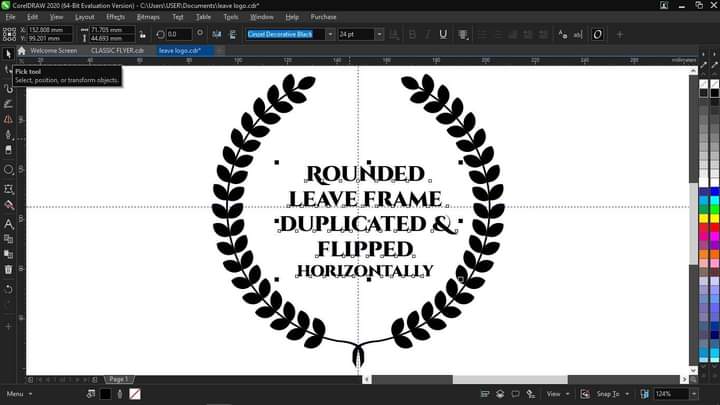 CorelDRAW 2020 (64-Bit Evaluation Version) - C:\Users\USER\Documents\leave logo.cdr*
File Edit View Layout Object Effects Bitmaps Text Table Tools Window Help
X: 152.808 mm
Y: 99.201 mm
71.705 mm
44.693 mm
0.0
Cinzel Decorative Black
24 pt
Welcome Screen
CLASSIC FLYER.cdr
leave logo.cdr*
Pick tool
Select, position, or transform objects.
millimeters
ROUNDED
LEAVE FRAME
DUPLICATED &
FLIPPED
HORIZONTALLY
Page 1
Menu
View
Snap To
124%